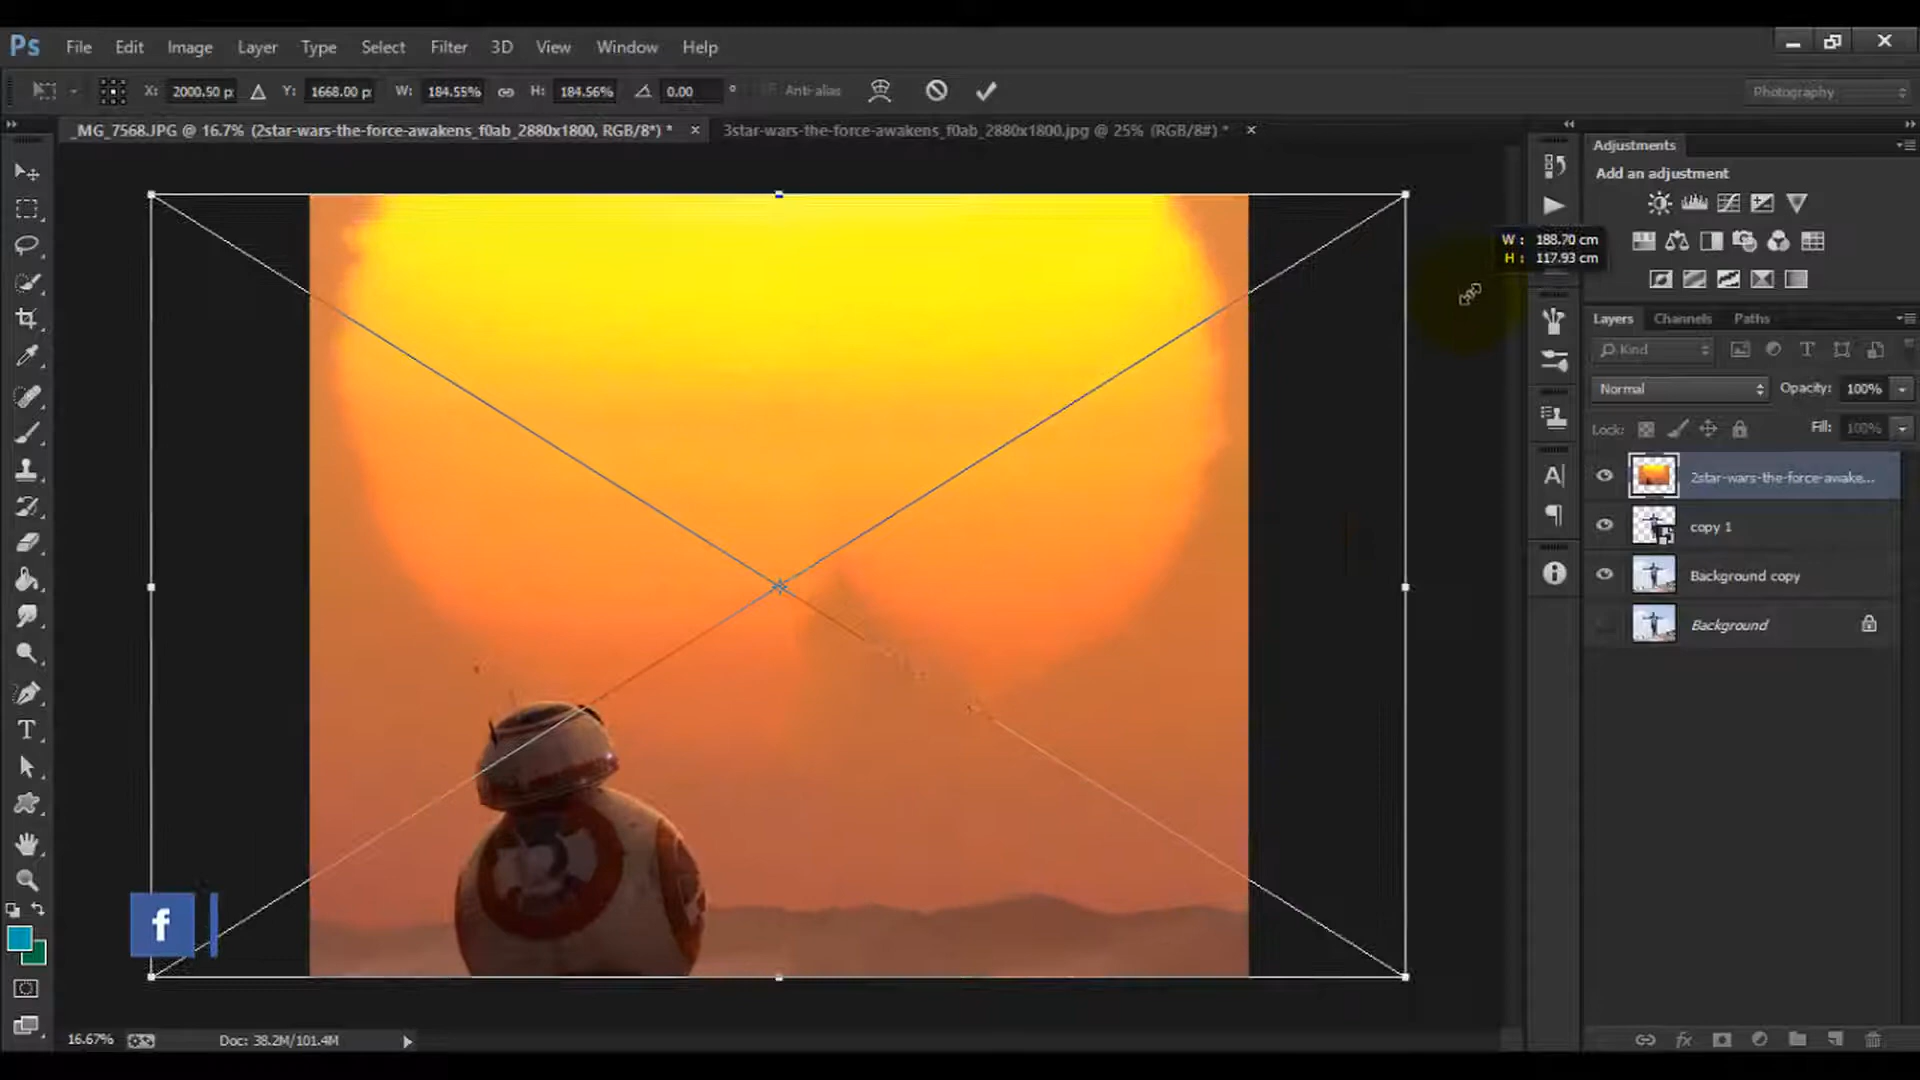 Ps File Edit Image Layer Type Select Filter 3D View Window Help
X: 2000.50 p Y: 1668.00 p W: 184.55% H: 184.56% 0.00 ° Anti-alias Photography
_MG_7568.JPG @ 16.7% (2star-wars-the-force-awakens_f0ab_2880x1800, RGB/8*) * × 3star-wars-the-force-awakens_f0ab_2880x1800.jpg @ 25% (RGB/8#) * ×
Adjustments
Add an adjustment
W : 188.70 cm
H : 117.93 cm
Layers Channels Paths
Kind
Normal Opacity: 100%
Lock: Fill: 100%
2star-wars-the-force-awake...
copy 1
Background copy
Background
f
16.67% Doc: 38.2M/101.4M